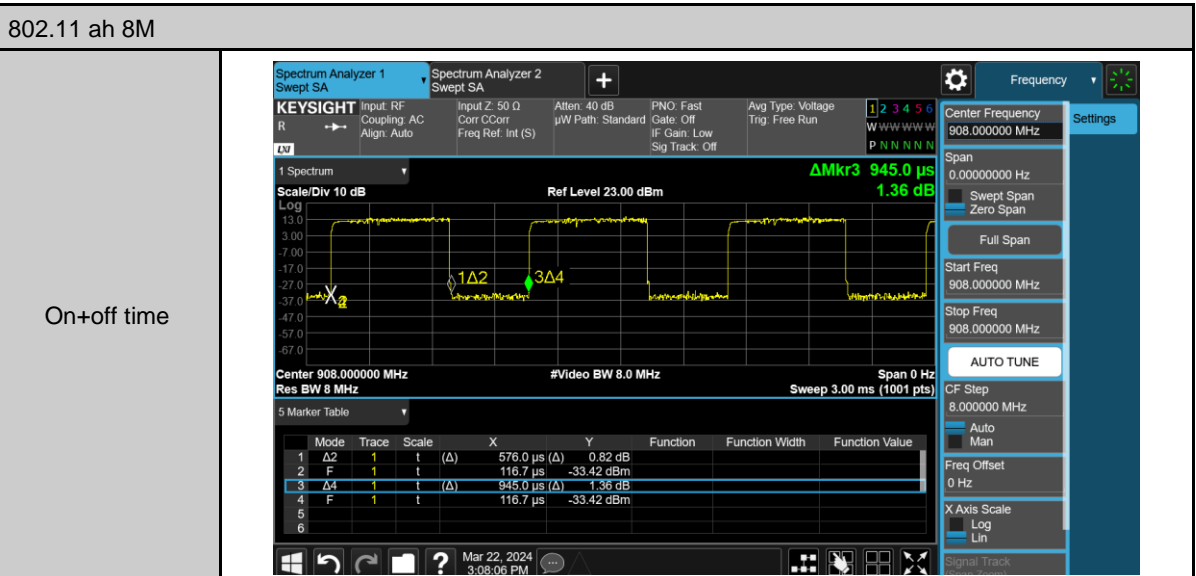 802.11 ah 8M
On+off time
Spectrum Analyzer 1
Swept SA
Spectrum Analyzer 2
Swept SA
Frequency
KEYSIGHT
R
LXI
Input: RF
Coupling: AC
Align: Auto
Input Z: 50 Ω
Corr CCorr
Freq Ref: Int (S)
Atten: 40 dB
µW Path: Standard
PNO: Fast
Gate: Off
IF Gain: Low
Sig Track: Off
Avg Type: Voltage
Trig: Free Run
1 2 3 4 5 6
W W W W W W
P N N N N N
Center Frequency
908.000000 MHz
Settings
Span
0.00000000 Hz
Swept Span
Zero Span
Full Span
Start Freq
908.000000 MHz
Stop Freq
908.000000 MHz
AUTO TUNE
CF Step
8.000000 MHz
Auto
Man
Freq Offset
0 Hz
X Axis Scale
Log
Lin
Signal Track
(Span Zoom)
1 Spectrum
ΔMkr3 945.0 µs
1.36 dB
Scale/Div 10 dB
Ref Level 23.00 dBm
Log
13.0
3.00
-7.00
-17.0
-27.0
-37.0
-47.0
-57.0
-67.0
1Δ2
3Δ4
Center 908.000000 MHz
#Video BW 8.0 MHz
Span 0 Hz
Res BW 8 MHz
Sweep 3.00 ms (1001 pts)
5 Marker Table
Mode Trace Scale X Y Function Function Width Function Value
1 Δ2 1 t (Δ) 576.0 µs (Δ) 0.82 dB
2 F 1 t 116.7 µs -33.42 dBm
3 Δ4 1 t (Δ) 945.0 µs (Δ) 1.36 dB
4 F 1 t 116.7 µs -33.42 dBm
5
6
?
Mar 22, 2024
3:08:06 PM